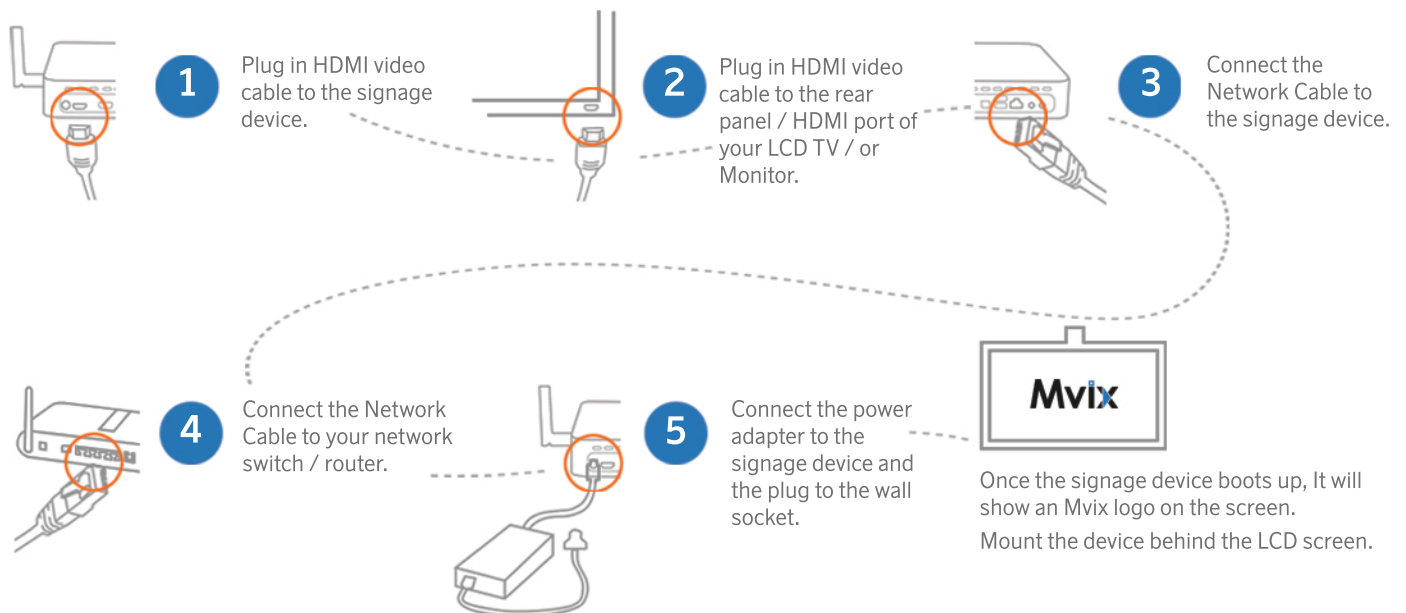 1
Plug in HDMI video
cable to the signage
device.
2
Plug in HDMI video
cable to the rear
panel / HDMI port of
your LCD TV / or
Monitor.
3
Connect the
Network Cable to
the signage device.
4
Connect the Network
Cable to your network
switch / router.
5
Connect the power
adapter to the
signage device and
the plug to the wall
socket.
Mvix
Once the signage device boots up, It will
show an Mvix logo on the screen.
Mount the device behind the LCD screen.